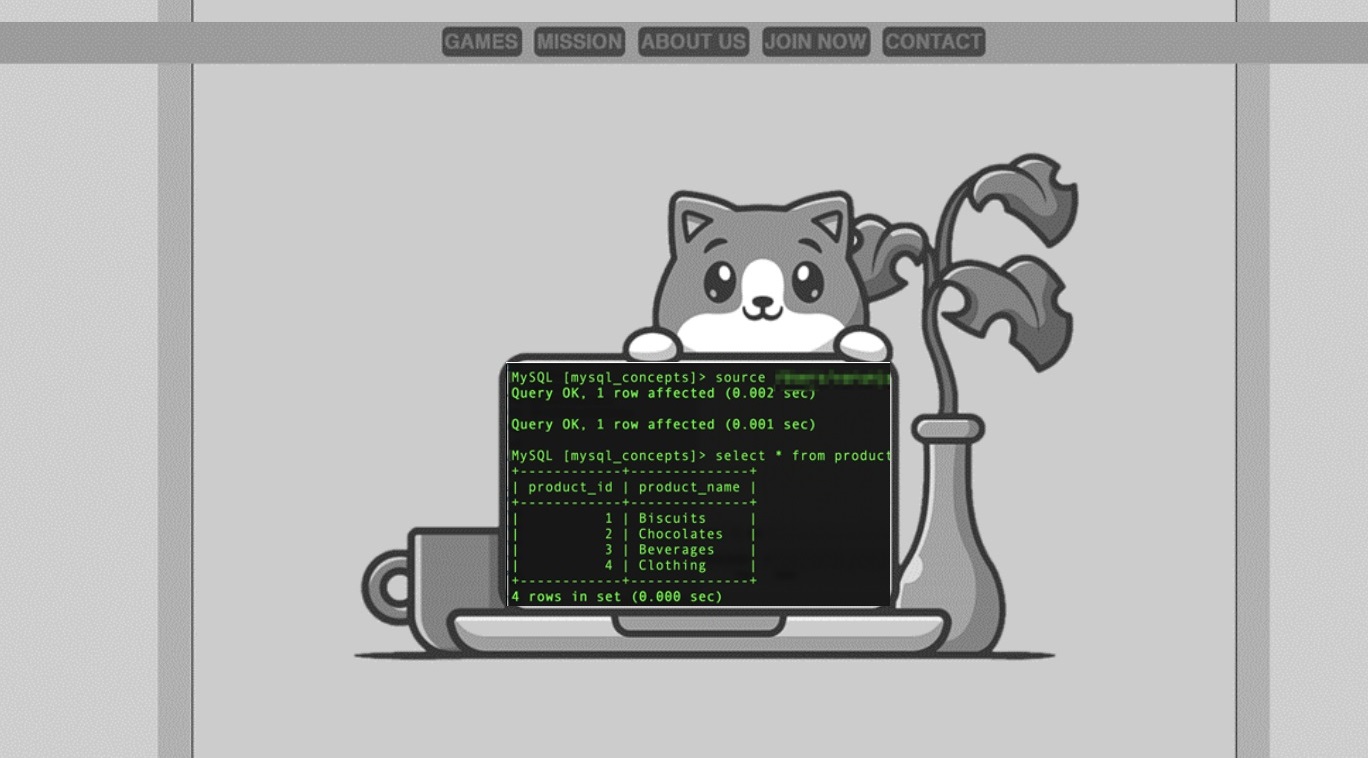 GAMES MISSION ABOUT US JOIN NOW CONTACT
MySQL [mysql_concepts]> source
Query OK, 1 row affected (0.002 sec)
Query OK, 1 row affected (0.001 sec)
MySQL [mysql_concepts]> select * from product
+------------+--------------+
| product_id | product_name |
+------------+--------------+
| 1 | Biscuits |
| 2 | Chocolates |
| 3 | Beverages |
| 4 | Clothing |
+------------+--------------+
4 rows in set (0.000 sec)